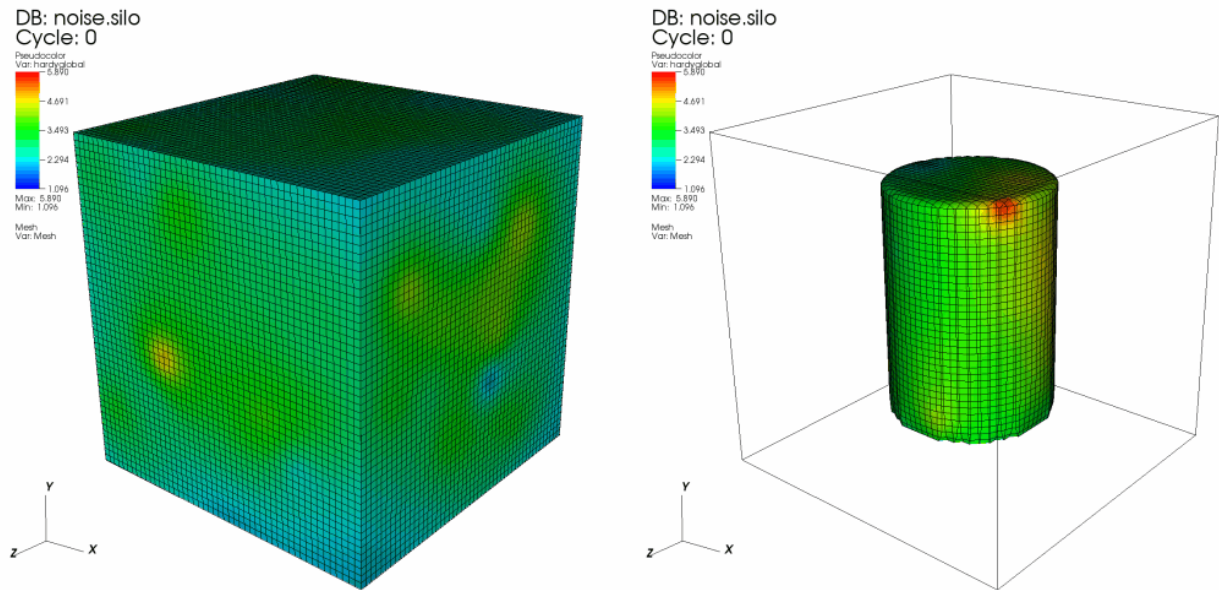 DB: noise.silo
Cycle: 0
Pseudocolor
Var: hardyglobal
5.890
4.691
3.493
2.294
1.096
Max: 5.890
Min: 1.096
Mesh
Var: Mesh
Y
Z
X
DB: noise.silo
Cycle: 0
Pseudocolor
Var: hardyglobal
5.890
4.691
3.493
2.294
1.096
Max: 5.890
Min: 1.096
Mesh
Var: Mesh
Y
Z
X